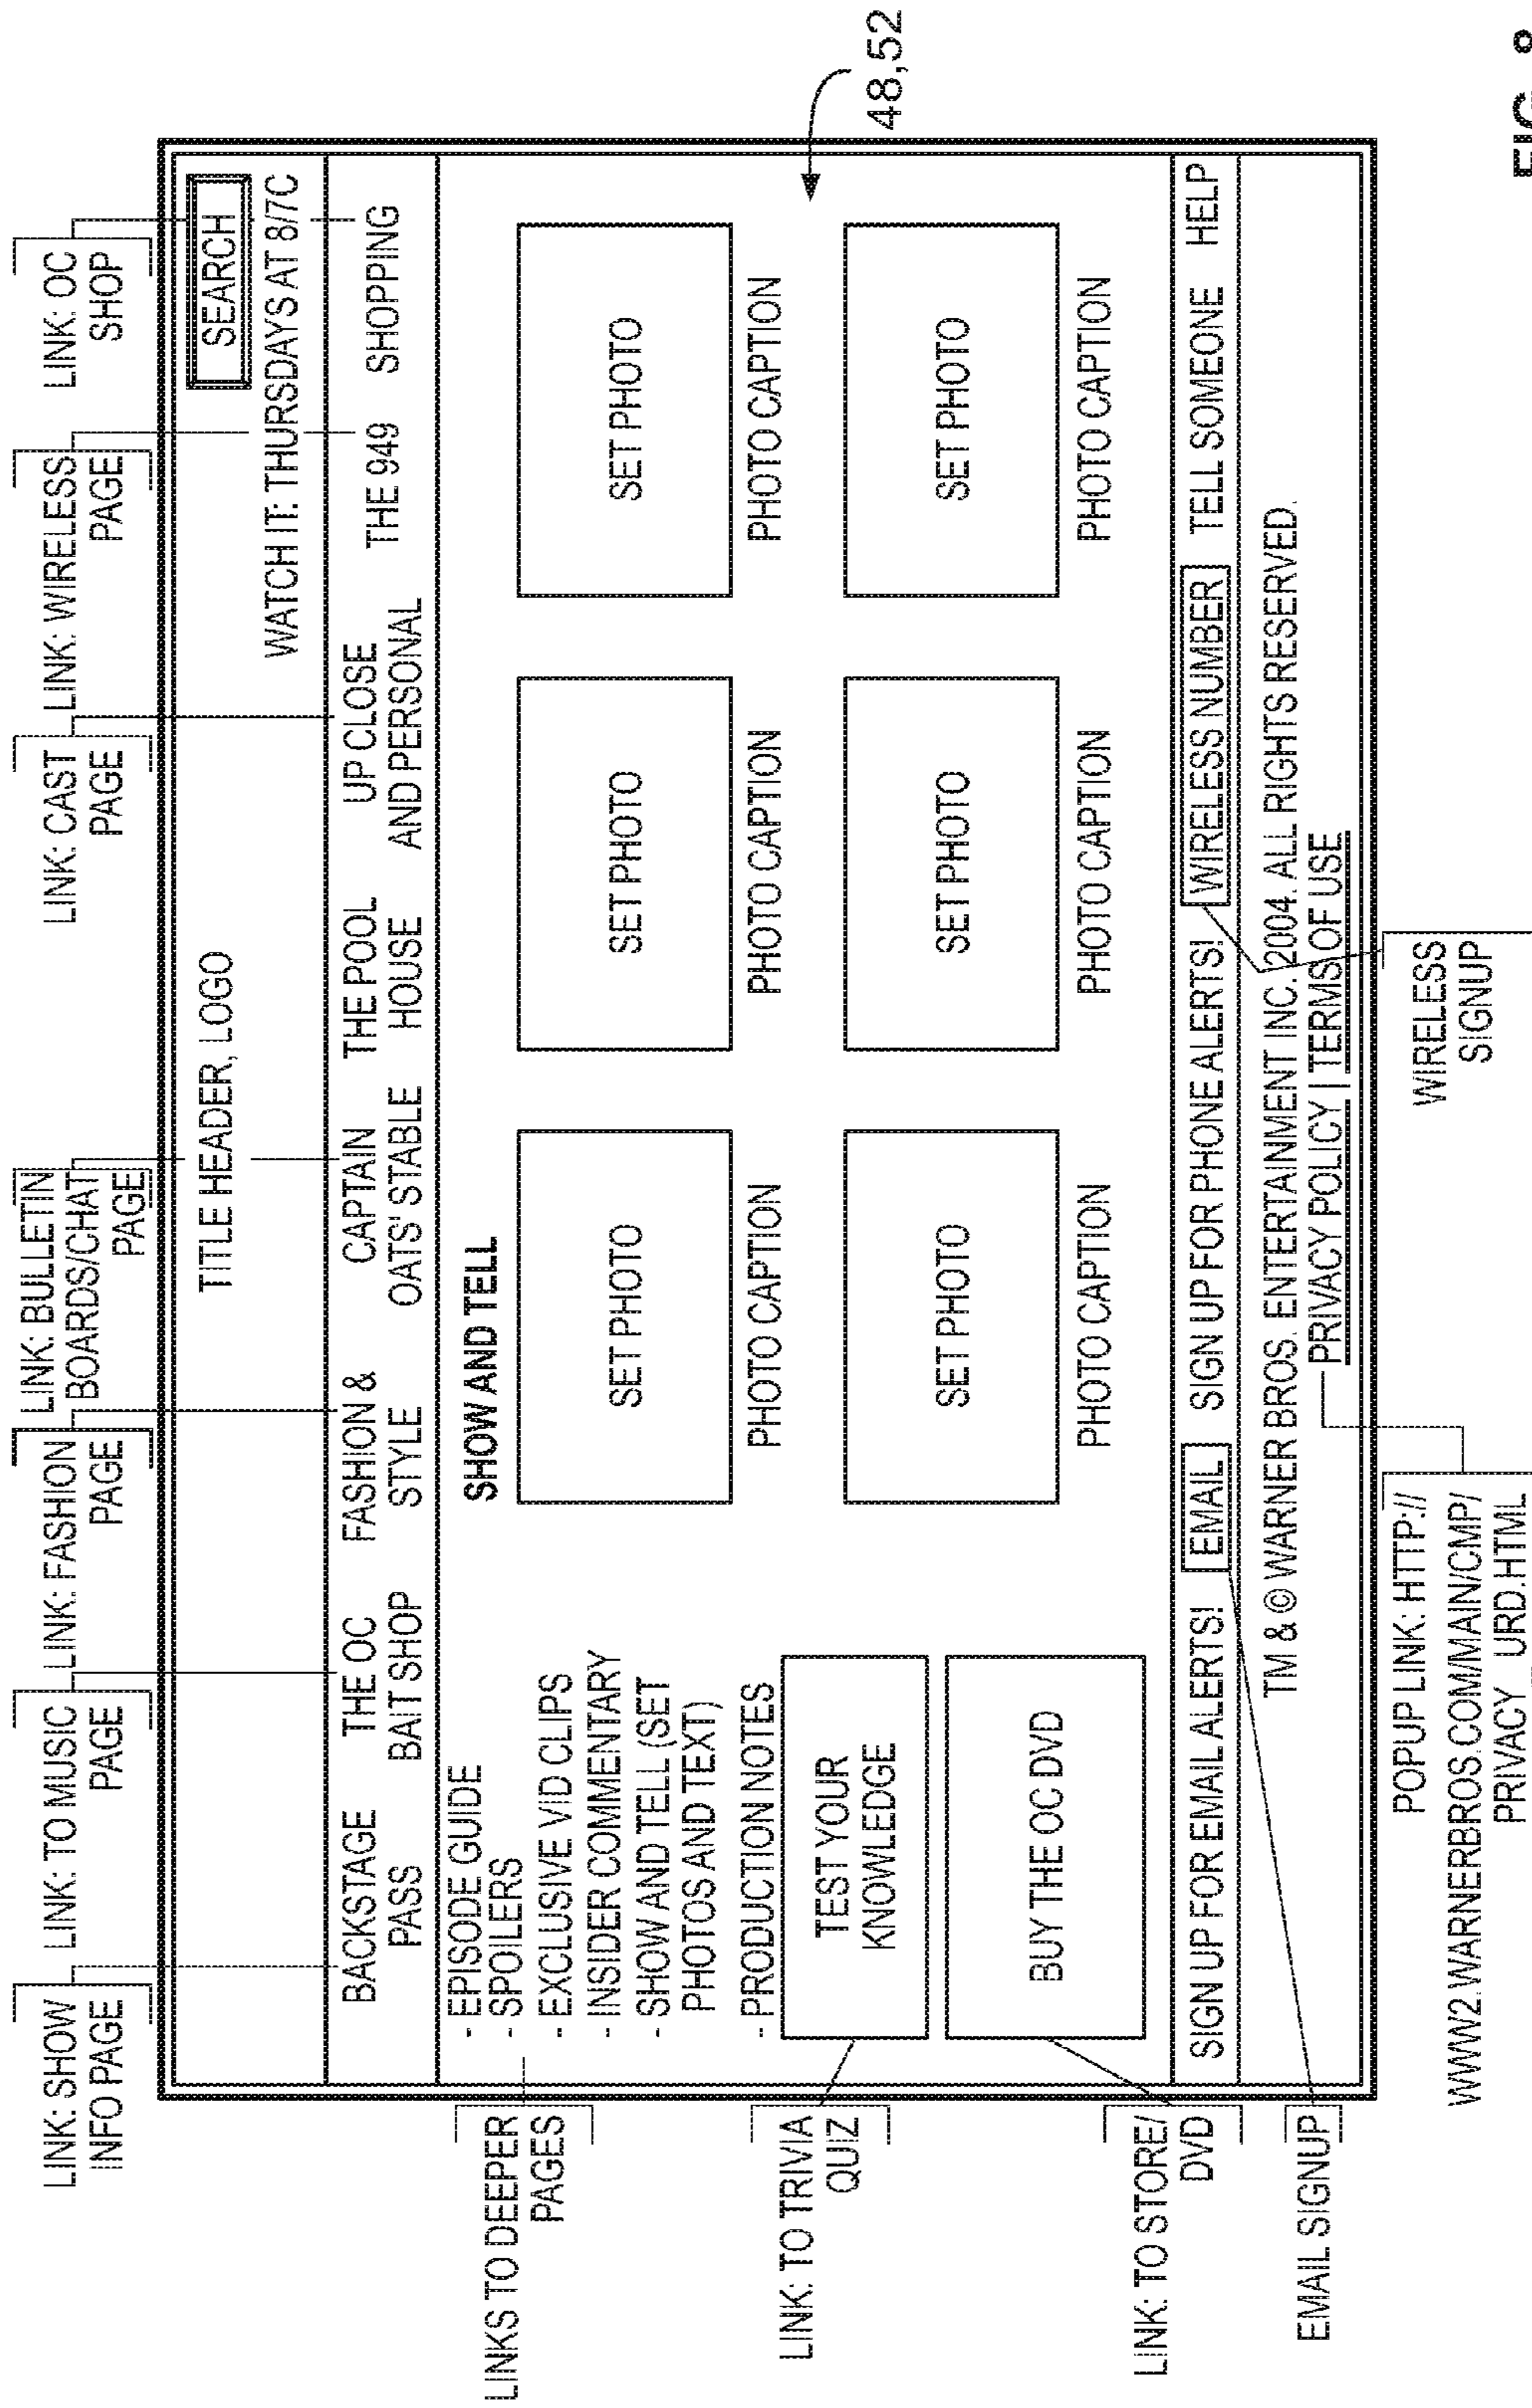 LINK: SHOW
INFO PAGE
LINK: TO MUSIC
PAGE
LINK: FASHION
PAGE
LINK: BULLETIN
BOARDS/CHAT
PAGE
LINK: CAST
PAGE
LINK: WIRELESS
PAGE
LINK: OC
SHOP
TITLE HEADER, LOGO
SEARCH
WATCH IT: THURSDAYS AT 8/7C
BACKSTAGE
PASS
THE OC
BAIT SHOP
FASHION &
STYLE
CAPTAIN
OATS' STABLE
THE POOL
HOUSE
UP CLOSE
AND PERSONAL
THE 949
SHOPPING
LINKS TO DEEPER
PAGES
- EPISODE GUIDE
- SPOILERS
- EXCLUSIVE VID CLIPS
- INSIDER COMMENTARY
- SHOW AND TELL (SET
PHOTOS AND TEXT)
- PRODUCTION NOTES
SHOW AND TELL
SET PHOTO
SET PHOTO
SET PHOTO
PHOTO CAPTION
PHOTO CAPTION
PHOTO CAPTION
SET PHOTO
SET PHOTO
SET PHOTO
PHOTO CAPTION
PHOTO CAPTION
PHOTO CAPTION
48,52
LINK: TO TRIVIA
QUIZ
TEST YOUR
KNOWLEDGE
LINK: TO STORE/
DVD
BUY THE OC DVD
SIGN UP FOR EMAIL ALERTS! EMAIL SIGN UP FOR PHONE ALERTS! WIRELESS NUMBER TELL SOMEONE HELP
EMAIL SIGNUP
TM & © WARNER BROS. ENTERTAINMENT INC. 2004. ALL RIGHTS RESERVED.
PRIVACY POLICY | TERMS OF USE
POPUP LINK: HTTP://
WWW2.WARNERBROS.COM/MAIN/CMP/
PRIVACY_URD.HTML
WIRELESS
SIGNUP
FIG. 8